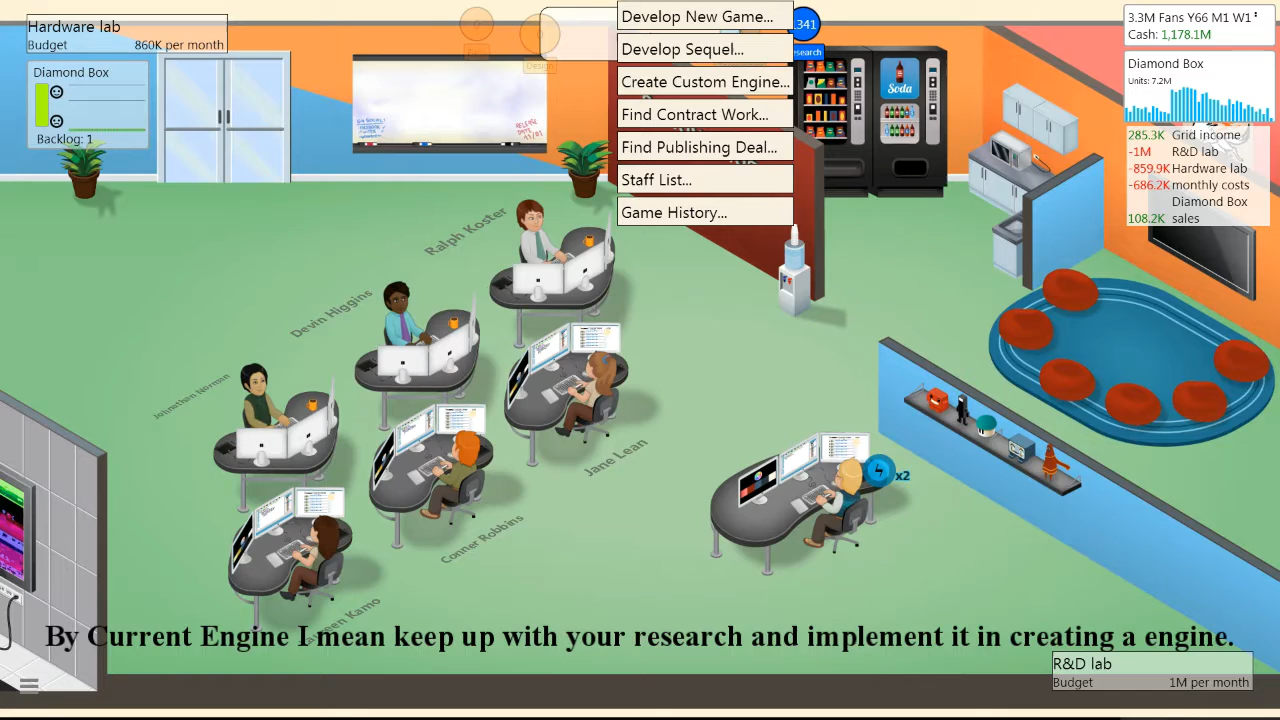 Hardware lab
Budget 860K per month
Diamond Box
Backlog: 1
Develop New Game...
Develop Sequel...
Create Custom Engine...
Find Contract Work...
Find Publishing Deal...
Staff List...
Game History...
341
Design
Soda
RELEASE DATE
3.3M Fans Y66 M1 W1
Cash: 1,178.1M
Diamond Box
Units: 7.2M
285.3K Grid income
-1M R&D lab
-859.9K Hardware lab
-686.2K monthly costs
Diamond Box
108.2K sales
Ralph Koster
Devin Higgins
Johnathan Norman
Jane Lean
Conner Robbins
Kamo
x2
By Current Engine I mean keep up with your research and implement it in creating a engine.
R&D lab
Budget 1M per month